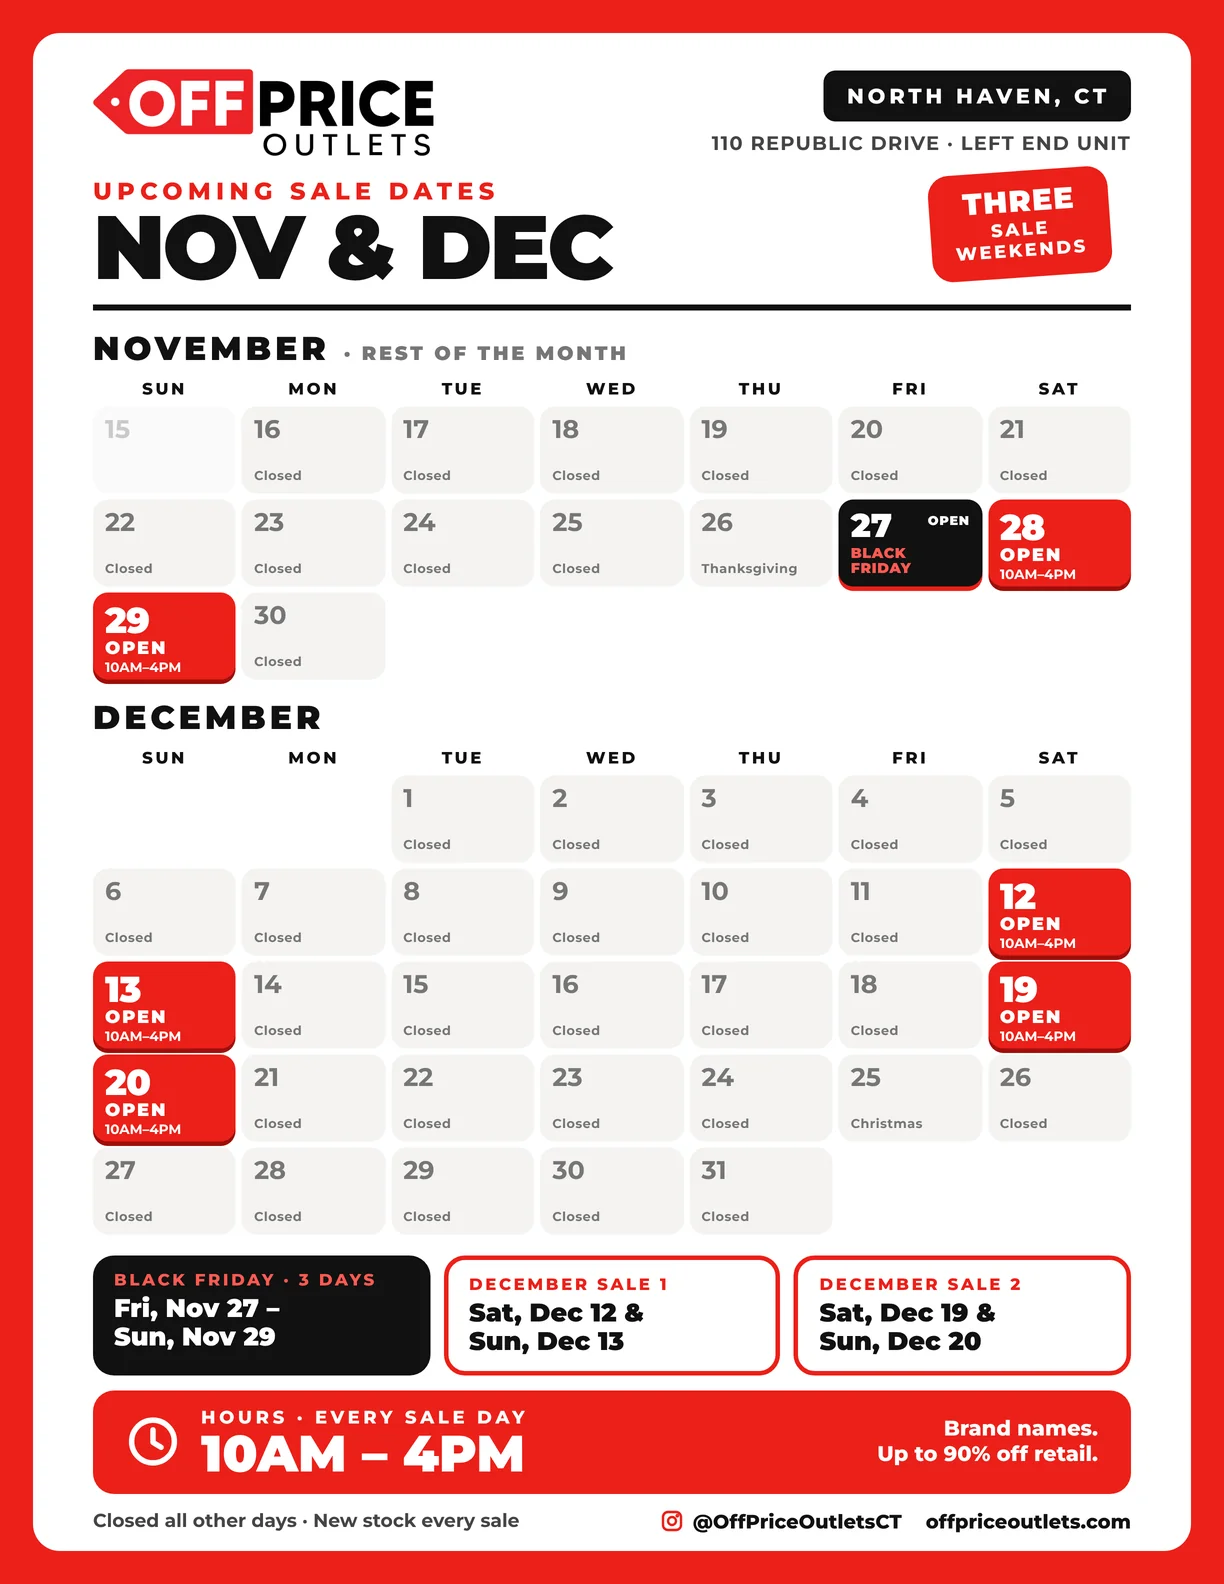 OFF PRICE
OUTLETS
NORTH HAVEN, CT
110 REPUBLIC DRIVE · LEFT END UNIT
UPCOMING SALE DATES
NOV & DEC
THREE
SALE
WEEKENDS
NOVEMBER · REST OF THE MONTH
SUN MON TUE WED THU FRI SAT
15 16 17 18 19 20 21
Closed Closed Closed Closed Closed Closed
22 23 24 25 26 27 OPEN 28
BLACK OPEN
Closed Closed Closed Closed Thanksgiving FRIDAY 10AM–4PM
29 30
OPEN
10AM–4PM Closed
DECEMBER
SUN MON TUE WED THU FRI SAT
1 2 3 4 5
Closed Closed Closed Closed Closed
6 7 8 9 10 11 12
OPEN
Closed Closed Closed Closed Closed Closed 10AM–4PM
13 14 15 16 17 18 19
OPEN OPEN
10AM–4PM Closed Closed Closed Closed Closed 10AM–4PM
20 21 22 23 24 25 26
OPEN
10AM–4PM Closed Closed Closed Closed Christmas Closed
27 28 29 30 31
Closed Closed Closed Closed Closed
BLACK FRIDAY · 3 DAYS
Fri, Nov 27 –
Sun, Nov 29
DECEMBER SALE 1
Sat, Dec 12 &
Sun, Dec 13
DECEMBER SALE 2
Sat, Dec 19 &
Sun, Dec 20
HOURS · EVERY SALE DAY
10AM – 4PM
Brand names.
Up to 90% off retail.
Closed all other days · New stock every sale
@OffPriceOutletsCT offpriceoutlets.com